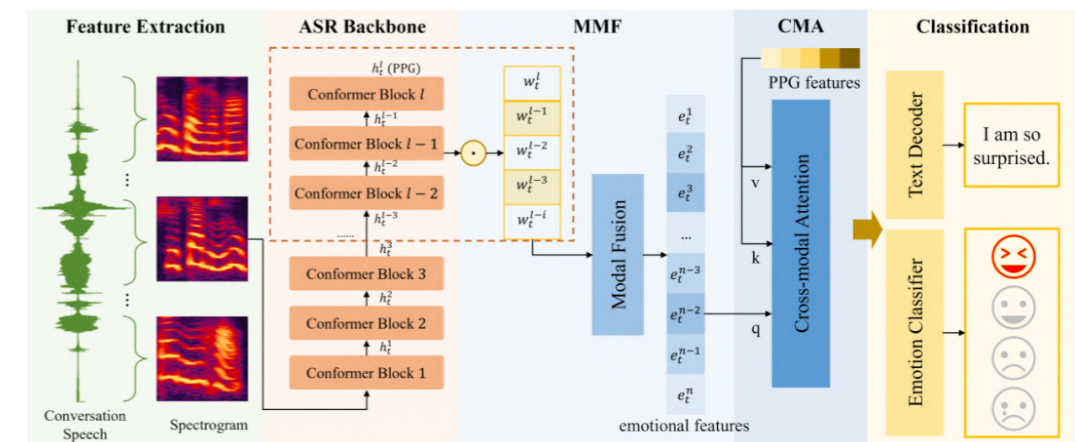 Feature Extraction
ASR Backbone
MMF
CMA
Classification
h_t^l (PPG)
Conformer Block l
h_t^{l-1}
Conformer Block l − 1
h_t^{l-2}
Conformer Block l − 2
h_t^{l-3}
......
h_t^3
Conformer Block 3
h_t^2
Conformer Block 2
h_t^1
Conformer Block 1
...
...
Conversation
Speech
Spectrogram
w_t^l
w_t^{l-1}
w_t^{l-2}
w_t^{l-3}
w_t^{l-i}
Modal Fusion
e_t^1
e_t^2
e_t^3
...
e_t^{n-3}
e_t^{n-2}
e_t^{n-1}
e_t^n
emotional features
PPG features
v
k
q
Cross-modal Attention
Text Decoder
I am so
surprised.
Emotion Classifier